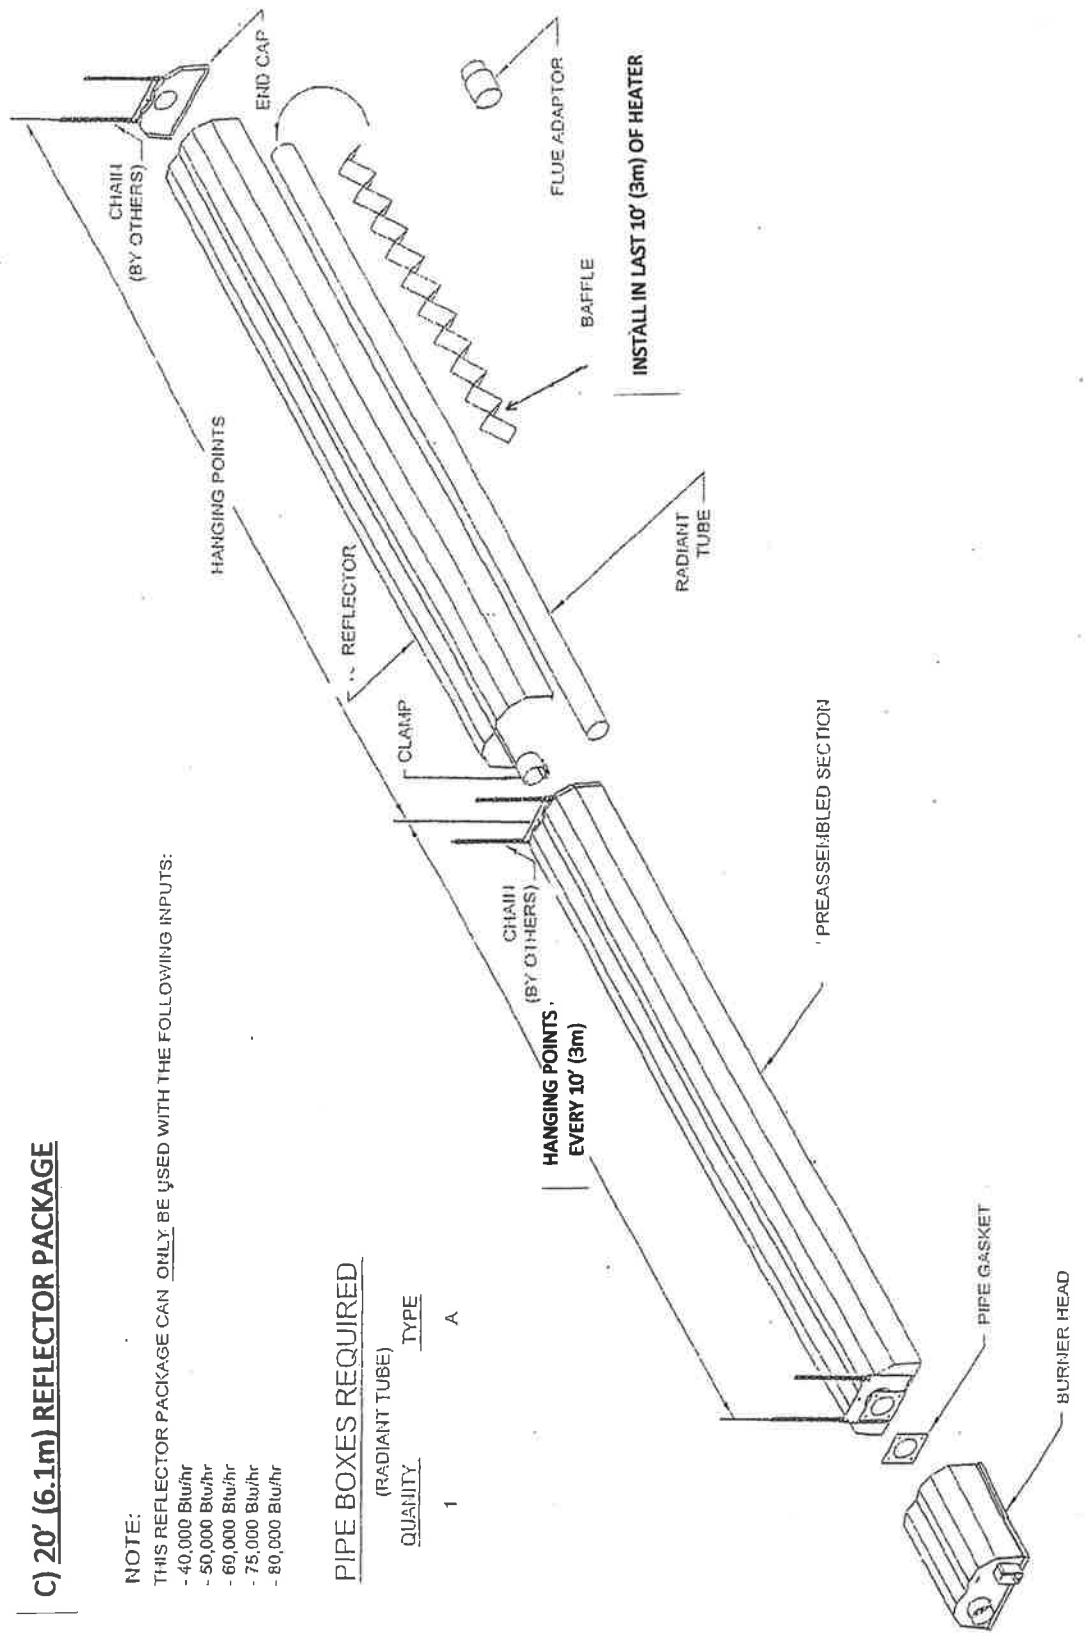 C) 20' (6.1m) REFLECTOR PACKAGE
NOTE:
THIS REFLECTOR PACKAGE CAN ONLY BE USED WITH THE FOLLOWING INPUTS:
- 40,000 Btu/hr
- 50,000 Btu/hr
- 60,000 Btu/hr
- 75,000 Btu/hr
- 80,000 Btu/hr
PIPE BOXES REQUIRED
(RADIANT TUBE)
QUANITY TYPE
1 A
END CAP
CHAIN
(BY OTHERS)
HANGING POINTS
REFLECTOR
CLAMP
CHAIN
(BY OTHERS)
HANGING POINTS
EVERY 10' (3m)
FLUE ADAPTOR
BAFFLE
INSTALL IN LAST 10' (3m) OF HEATER
RADIANT
TUBE
PREASSEMBLED SECTION
PIPE GASKET
BURNER HEAD